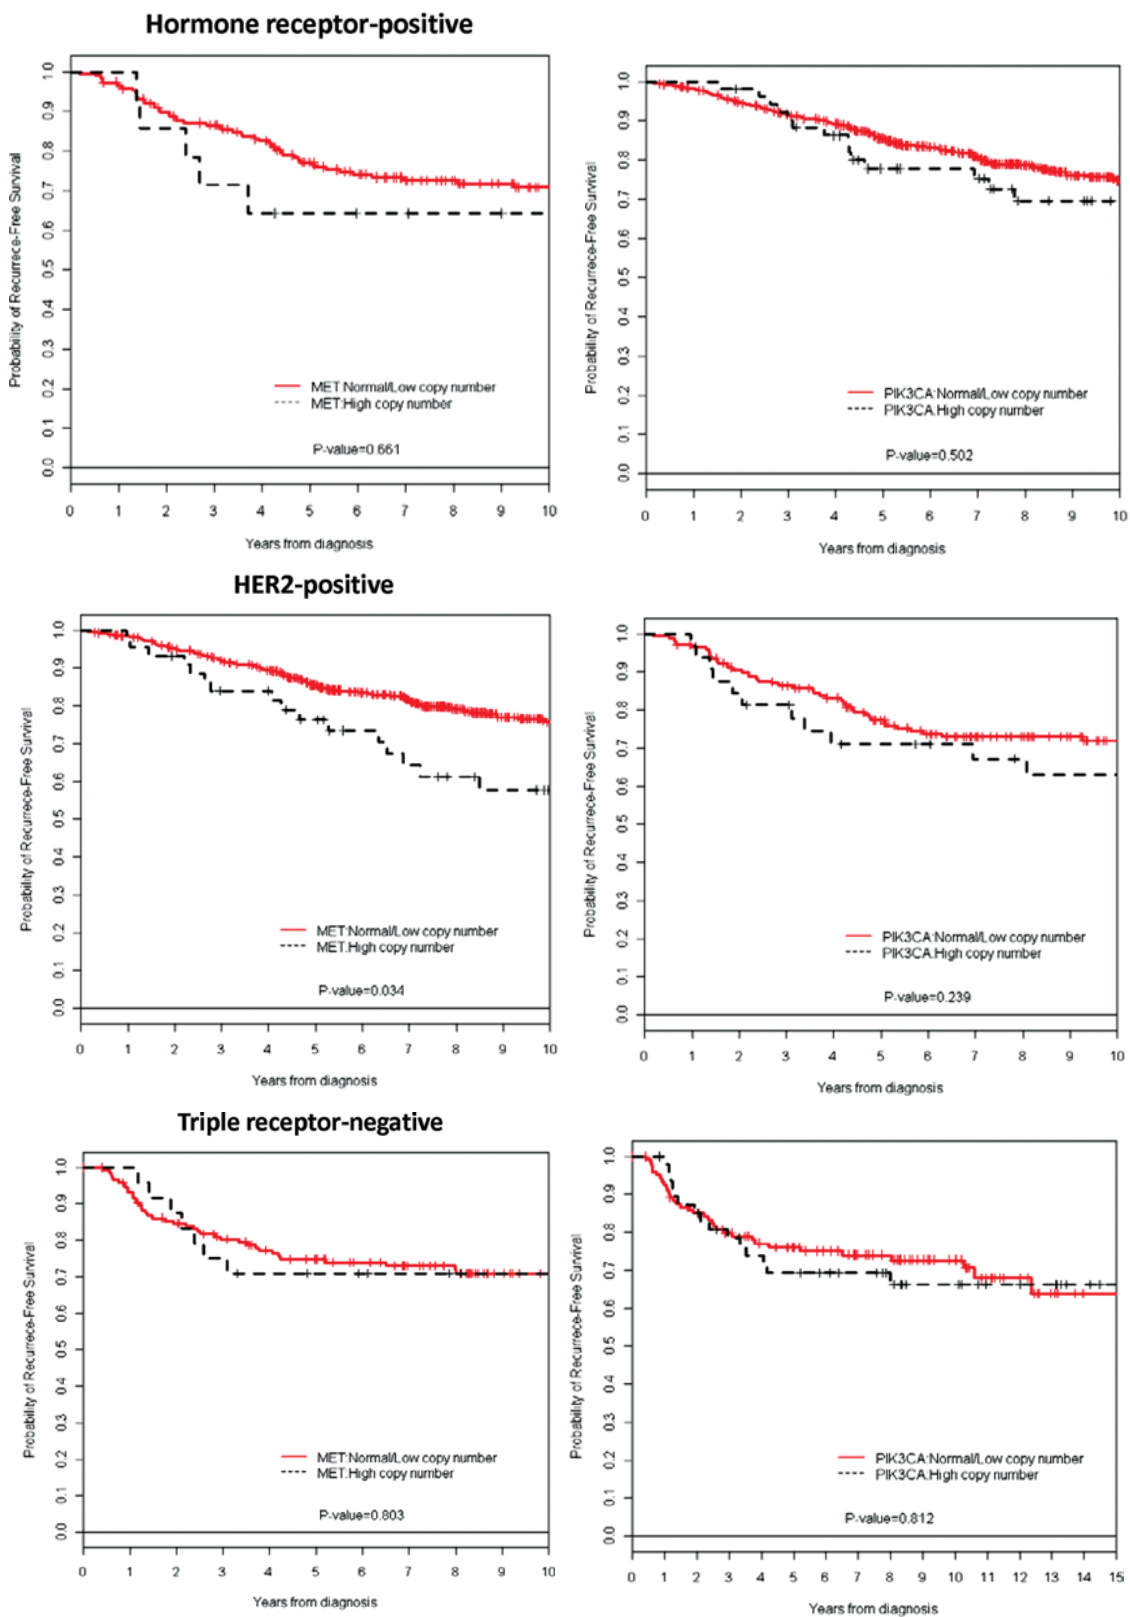 Hormone receptor-positive
Probability of Recurrece-Free Survival
0.0 0.1 0.2 0.3 0.4 0.5 0.6 0.7 0.8 0.9 1.0
MET:Normal/Low copy number
MET:High copy number
P-value=0.661
0 1 2 3 4 5 6 7 8 9 10
Years from diagnosis
Probability of Recurrece-Free Survival
0.0 0.1 0.2 0.3 0.4 0.5 0.6 0.7 0.8 0.9 1.0
PIK3CA:Normal/Low copy number
PIK3CA:High copy number
P-value=0.502
0 1 2 3 4 5 6 7 8 9 10
Years from diagnosis
HER2-positive
Probability of Recurrece-Free Survival
0.0 0.1 0.2 0.3 0.4 0.5 0.6 0.7 0.8 0.9 1.0
MET:Normal/Low copy number
MET:High copy number
P-value=0.034
0 1 2 3 4 5 6 7 8 9 10
Years from diagnosis
Probability of Recurrece-Free Survival
0.0 0.1 0.2 0.3 0.4 0.5 0.6 0.7 0.8 0.9 1.0
PIK3CA:Normal/Low copy number
PIK3CA:High copy number
P-value=0.239
0 1 2 3 4 5 6 7 8 9 10
Years from diagnosis
Triple receptor-negative
Probability of Recurrece-Free Survival
0.0 0.1 0.2 0.3 0.4 0.5 0.6 0.7 0.8 0.9 1.0
MET:Normal/Low copy number
MET:High copy number
P-value=0.803
0 1 2 3 4 5 6 7 8 9 10
Years from diagnosis
Probability of Recurrece-Free Survival
0.0 0.1 0.2 0.3 0.4 0.5 0.6 0.7 0.8 0.9 1.0
PIK3CA:Normal/Low copy number
PIK3CA:High copy number
P-value=0.812
0 1 2 3 4 5 6 7 8 9 10 11 12 13 14 15
Years from diagnosis